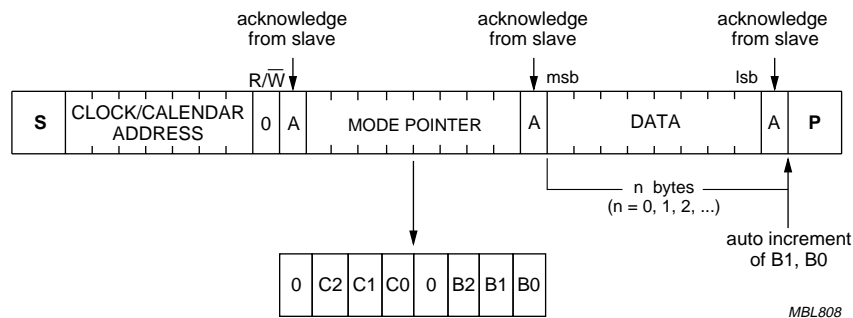 acknowledge from slave
acknowledge from slave
acknowledge from slave
R/W̅
msb
lsb
S
CLOCK/CALENDAR ADDRESS
0
A
MODE POINTER
A
DATA
A
P
n bytes
(n = 0, 1, 2, ...)
auto increment
of B1, B0
0 C2 C1 C0 0 B2 B1 B0
MBL808